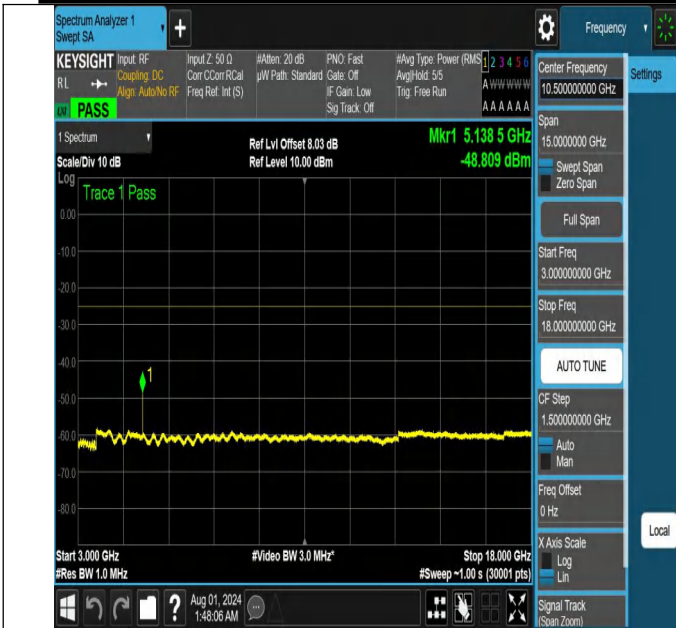 Spectrum Analyzer 1
Swept SA
+
Frequency
KEYSIGHT
RL
PASS
Input: RF
Coupling: DC
Align: Auto/No RF
Input Z: 50 Ω
Corr CCorr RCal
Freq Ref: Int (S)
#Atten: 20 dB
µW Path: Standard
PNO: Fast
Gate: Off
IF Gain: Low
Sig Track: Off
#Avg Type: Power (RMS
Avg|Hold: 5/5
Trig: Free Run
1 2 3 4 5 6
A W W W W W
A A A A A A
1 Spectrum
Scale/Div 10 dB
Log
Ref Lvl Offset 8.03 dB
Ref Level 10.00 dBm
Mkr1 5.138 5 GHz
-48.809 dBm
Trace 1 Pass
0.00
-10.0
-20.0
-30.0
-40.0
1
-50.0
-60.0
-70.0
-80.0
Start 3.000 GHz
#Res BW 1.0 MHz
#Video BW 3.0 MHz*
Stop 18.000 GHz
#Sweep ~1.00 s (30001 pts)
Center Frequency
10.500000000 GHz
Settings
Span
15.0000000 GHz
Swept Span
Zero Span
Full Span
Start Freq
3.000000000 GHz
Stop Freq
18.000000000 GHz
AUTO TUNE
CF Step
1.500000000 GHz
Auto
Man
Freq Offset
0 Hz
X Axis Scale
Log
Lin
Signal Track
(Span Zoom)
Local
?
Aug 01, 2024
1:48:06 AM